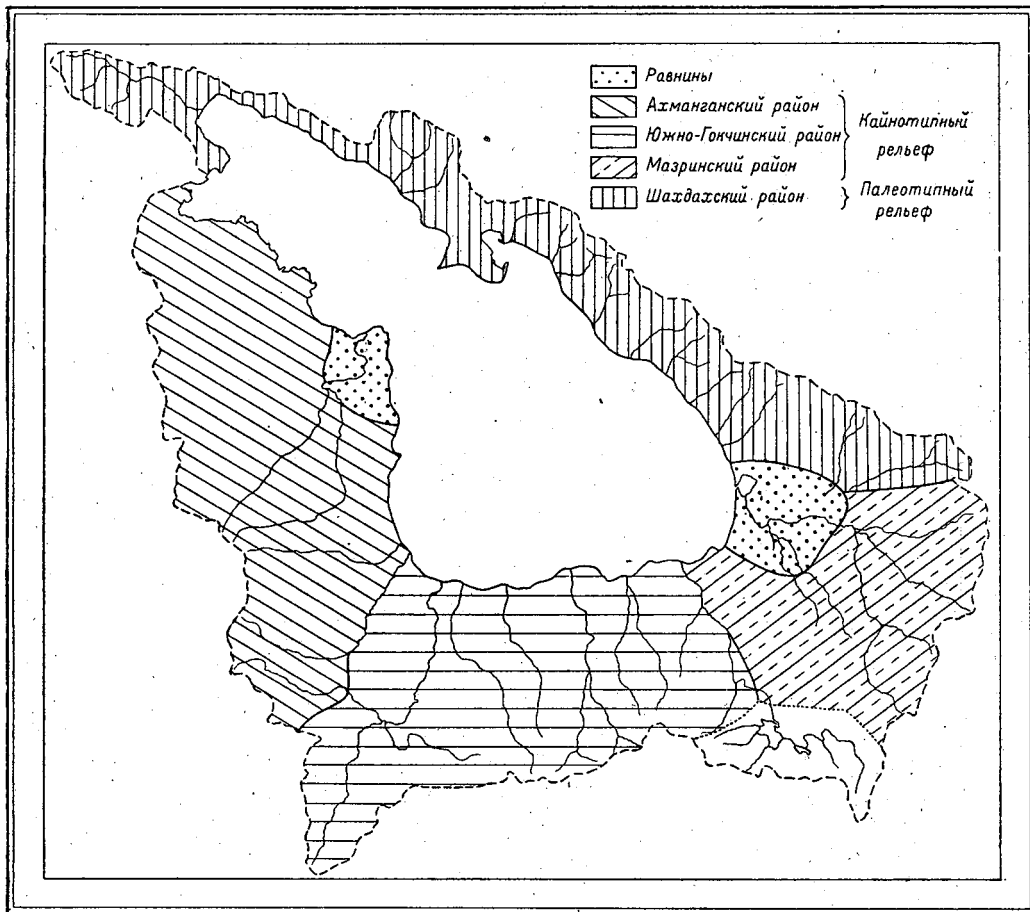 Равнины
Ахманганский район
Южно-Гокчинский район
Мазринский район
Кайнотипный
рельеф
Шахдахский район
Палеотипный
рельеф